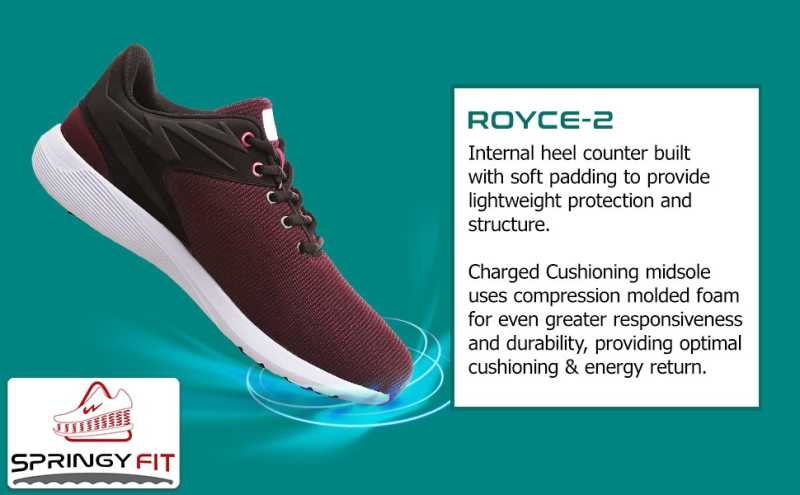 ROYCE-2
Internal heel counter built
with soft padding to provide
lightweight protection and
structure.
Charged Cushioning midsole
uses compression molded foam
for even greater responsiveness
and durability, providing optimal
cushioning & energy return.
SPRINGY FIT